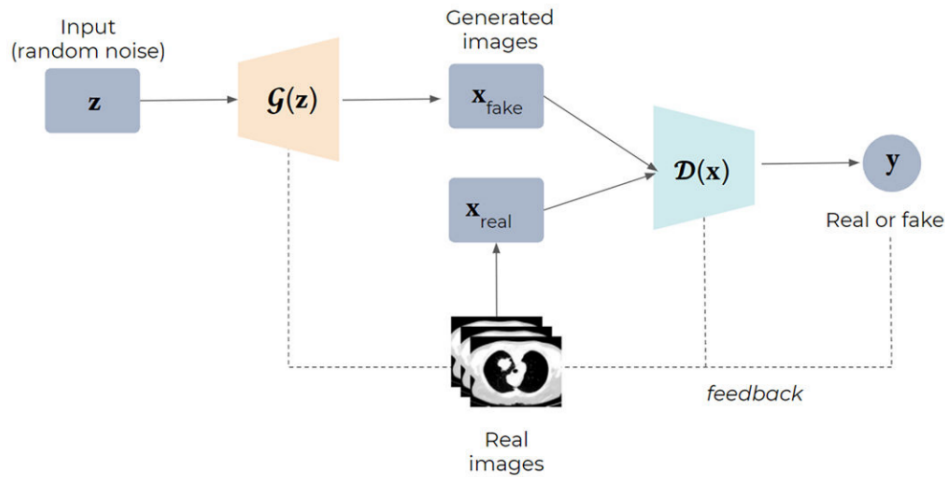 Input
(random noise)
z
𝒢(z)
Generated
images
x_fake
x_real
𝒟(x)
y
Real or fake
feedback
Real
images